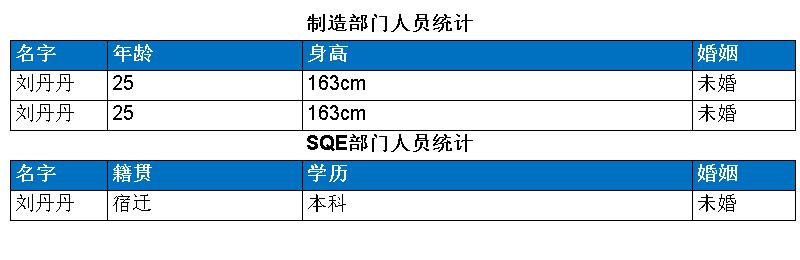 制造部门人员统计
名字 年龄 身高 婚姻
刘丹丹 25 163cm 未婚
刘丹丹 25 163cm 未婚
SQE部门人员统计
名字 籍贯 学历 婚姻
刘丹丹 宿迁 本科 未婚